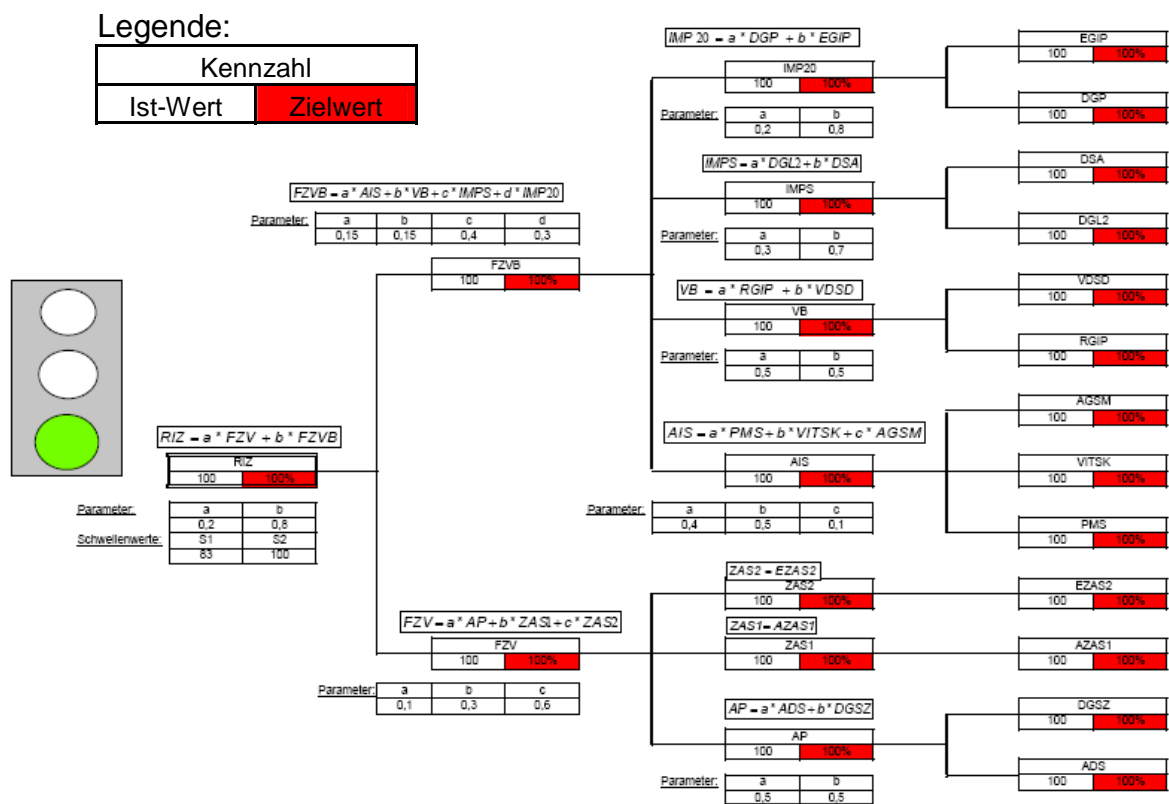 Legende:
Kennzahl
Ist-Wert Zielwert
IMP 20 = a * DGP + b * EGIP
IMP20
100 100%
Parameter: a b
0,2 0,8
EGIP
100 100%
DGP
100 100%
IMPS = a * DGL2 + b * DSA
IMPS
100 100%
Parameter: a b
0,3 0,7
DSA
100 100%
DGL2
100 100%
FZVB = a * AIS + b * VB + c * IMPS + d * IMP20
Parameter: a b c d
0,15 0,15 0,4 0,3
FZVB
100 100%
VB = a * RGIP + b * VDSD
VB
100 100%
Parameter: a b
0,5 0,5
VDSD
100 100%
RGIP
100 100%
AIS = a * PMS + b * VITSK + c * AGSM
AIS
100 100%
Parameter: a b c
0,4 0,5 0,1
AGSM
100 100%
VITSK
100 100%
PMS
100 100%
RIZ = a * FZV + b * FZVB
RIZ
100 100%
Parameter: a b
0,2 0,8
Schwellenwerte: S1 S2
83 100
ZAS2 = EZAS2
ZAS2
100 100%
EZAS2
100 100%
FZV = a * AP + b * ZAS1 + c * ZAS2
FZV
100 100%
Parameter: a b c
0,1 0,3 0,6
ZAS1 = AZAS1
ZAS1
100 100%
AZAS1
100 100%
AP = a * ADS + b * DGSZ
AP
100 100%
Parameter: a b
0,5 0,5
DGSZ
100 100%
ADS
100 100%